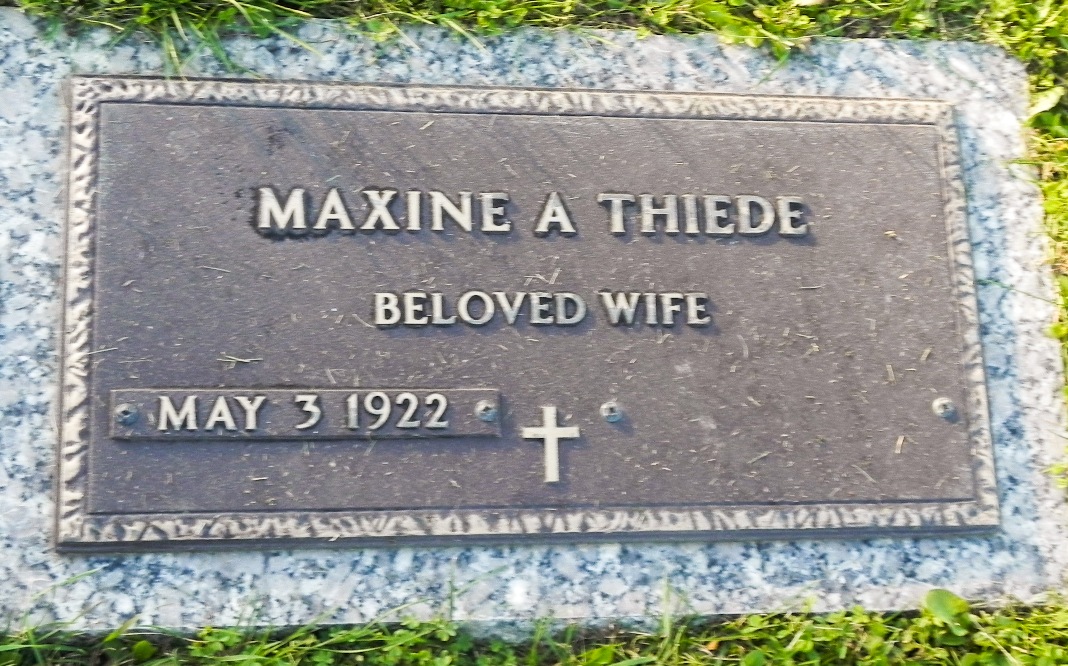 MAXINE A THIEDE
BELOVED WIFE
MAY 3 1922